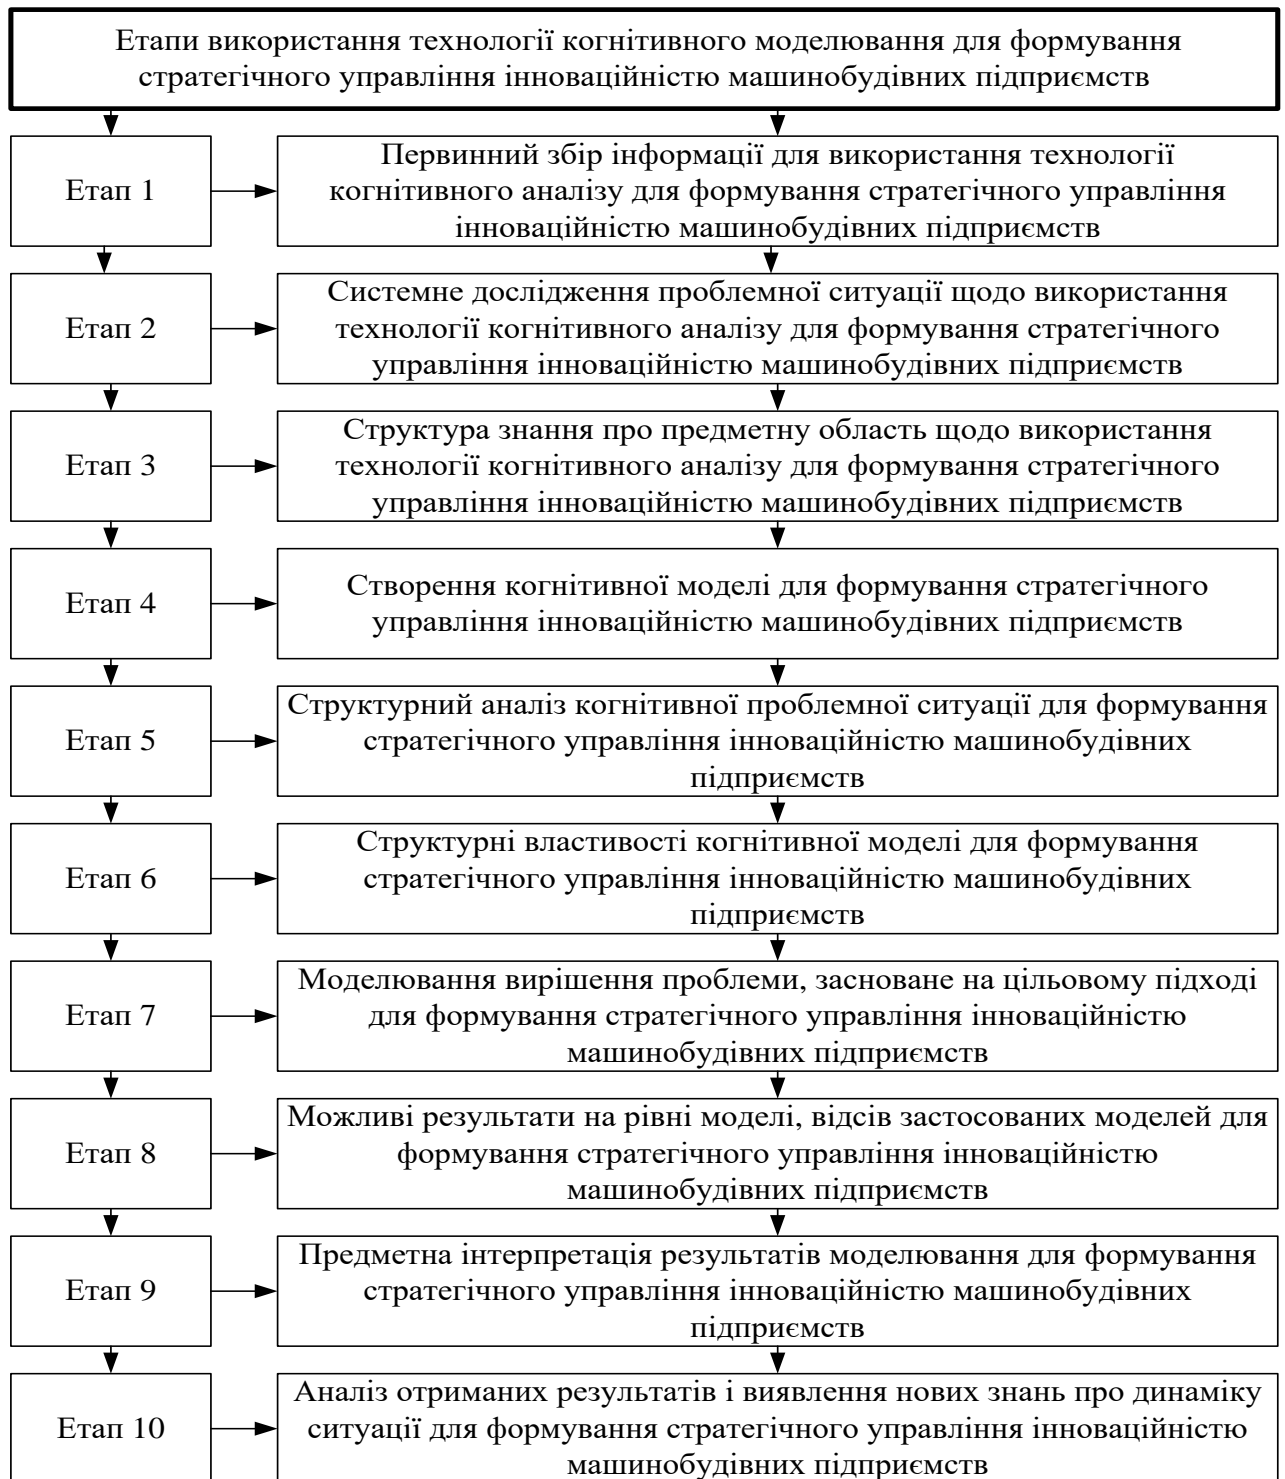 Етапи використання технології когнітивного моделювання для формування
стратегічного управління інноваційністю машинобудівних підприємств
Етап 1
Первинний збір інформації для використання технології
когнітивного аналізу для формування стратегічного управління
інноваційністю машинобудівних підприємств
Етап 2
Системне дослідження проблемної ситуації щодо використання
технології когнітивного аналізу для формування стратегічного
управління інноваційністю машинобудівних підприємств
Етап 3
Структура знання про предметну область щодо використання
технології когнітивного аналізу для формування стратегічного
управління інноваційністю машинобудівних підприємств
Етап 4
Створення когнітивної моделі для формування стратегічного
управління інноваційністю машинобудівних підприємств
Етап 5
Структурний аналіз когнітивної проблемної ситуації для формування
стратегічного управління інноваційністю машинобудівних
підприємств
Етап 6
Структурні властивості когнітивної моделі для формування
стратегічного управління інноваційністю машинобудівних
підприємств
Етап 7
Моделювання вирішення проблеми, засноване на цільовому підході
для формування стратегічного управління інноваційністю
машинобудівних підприємств
Етап 8
Можливі результати на рівні моделі, відсів застосованих моделей для
формування стратегічного управління інноваційністю
машинобудівних підприємств
Етап 9
Предметна інтерпретація результатів моделювання для формування
стратегічного управління інноваційністю машинобудівних
підприємств
Етап 10
Аналіз отриманих результатів і виявлення нових знань про динаміку
ситуації для формування стратегічного управління інноваційністю
машинобудівних підприємств